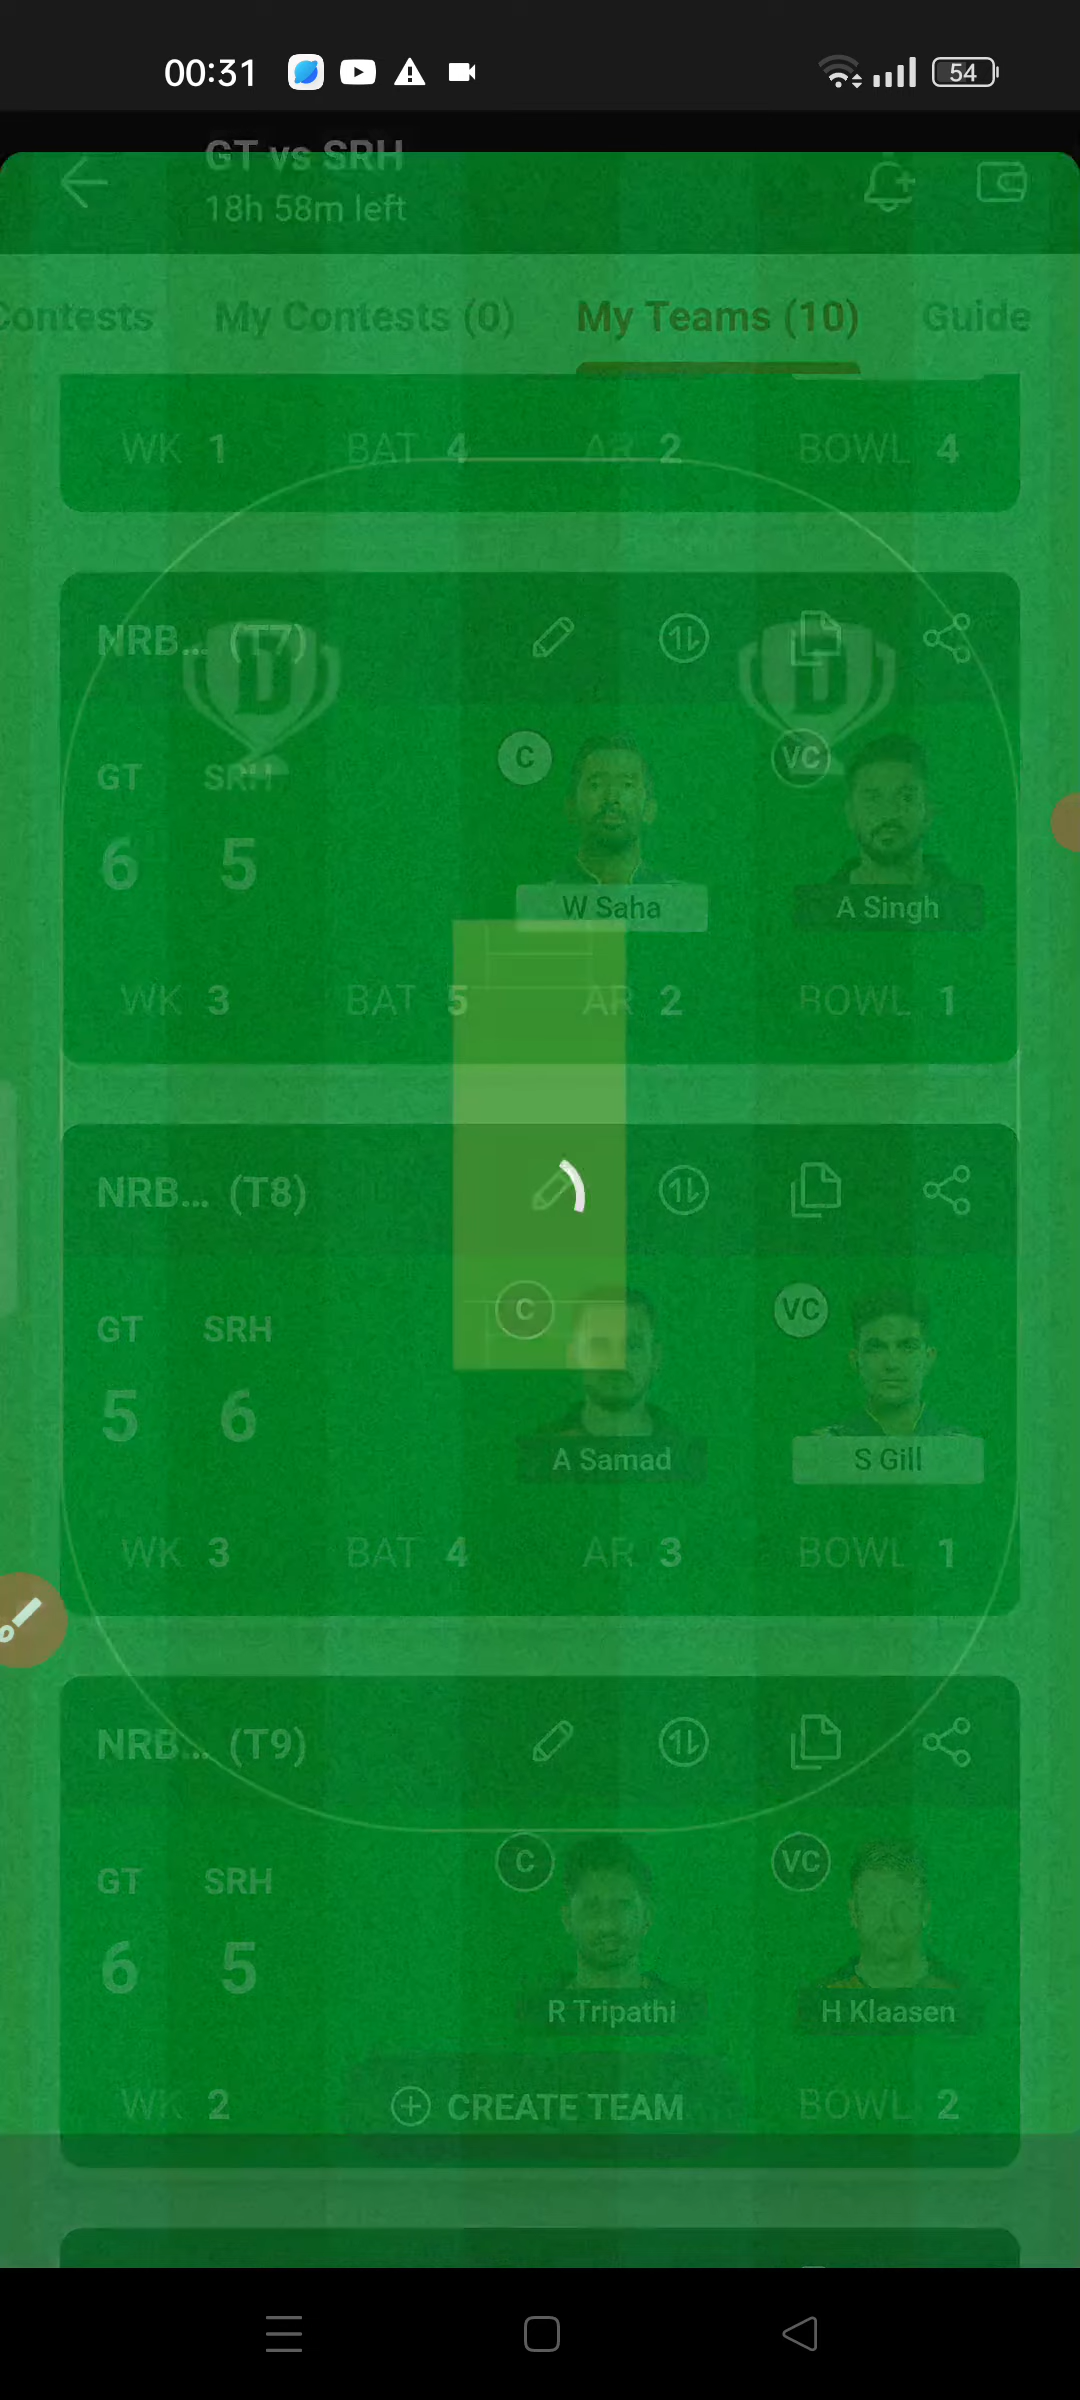 00:31 54
GT vs SRH
18h 58m left
Contests My Contests (0) My Teams (10) Guide
WK 1 BAT 4 AR 2 BOWL 4
NRB... (T7)
D D
C VC
GT SRH
6 5
W Saha A Singh
WK 3 BAT 5 AR 2 BOWL 1
NRB... (T8)
C VC
GT SRH
5 6
A Samad S Gill
WK 3 BAT 4 AR 3 BOWL 1
NRB... (T9)
C VC
GT SRH
6 5
R Tripathi H Klaasen
WK 2 CREATE TEAM BOWL 2